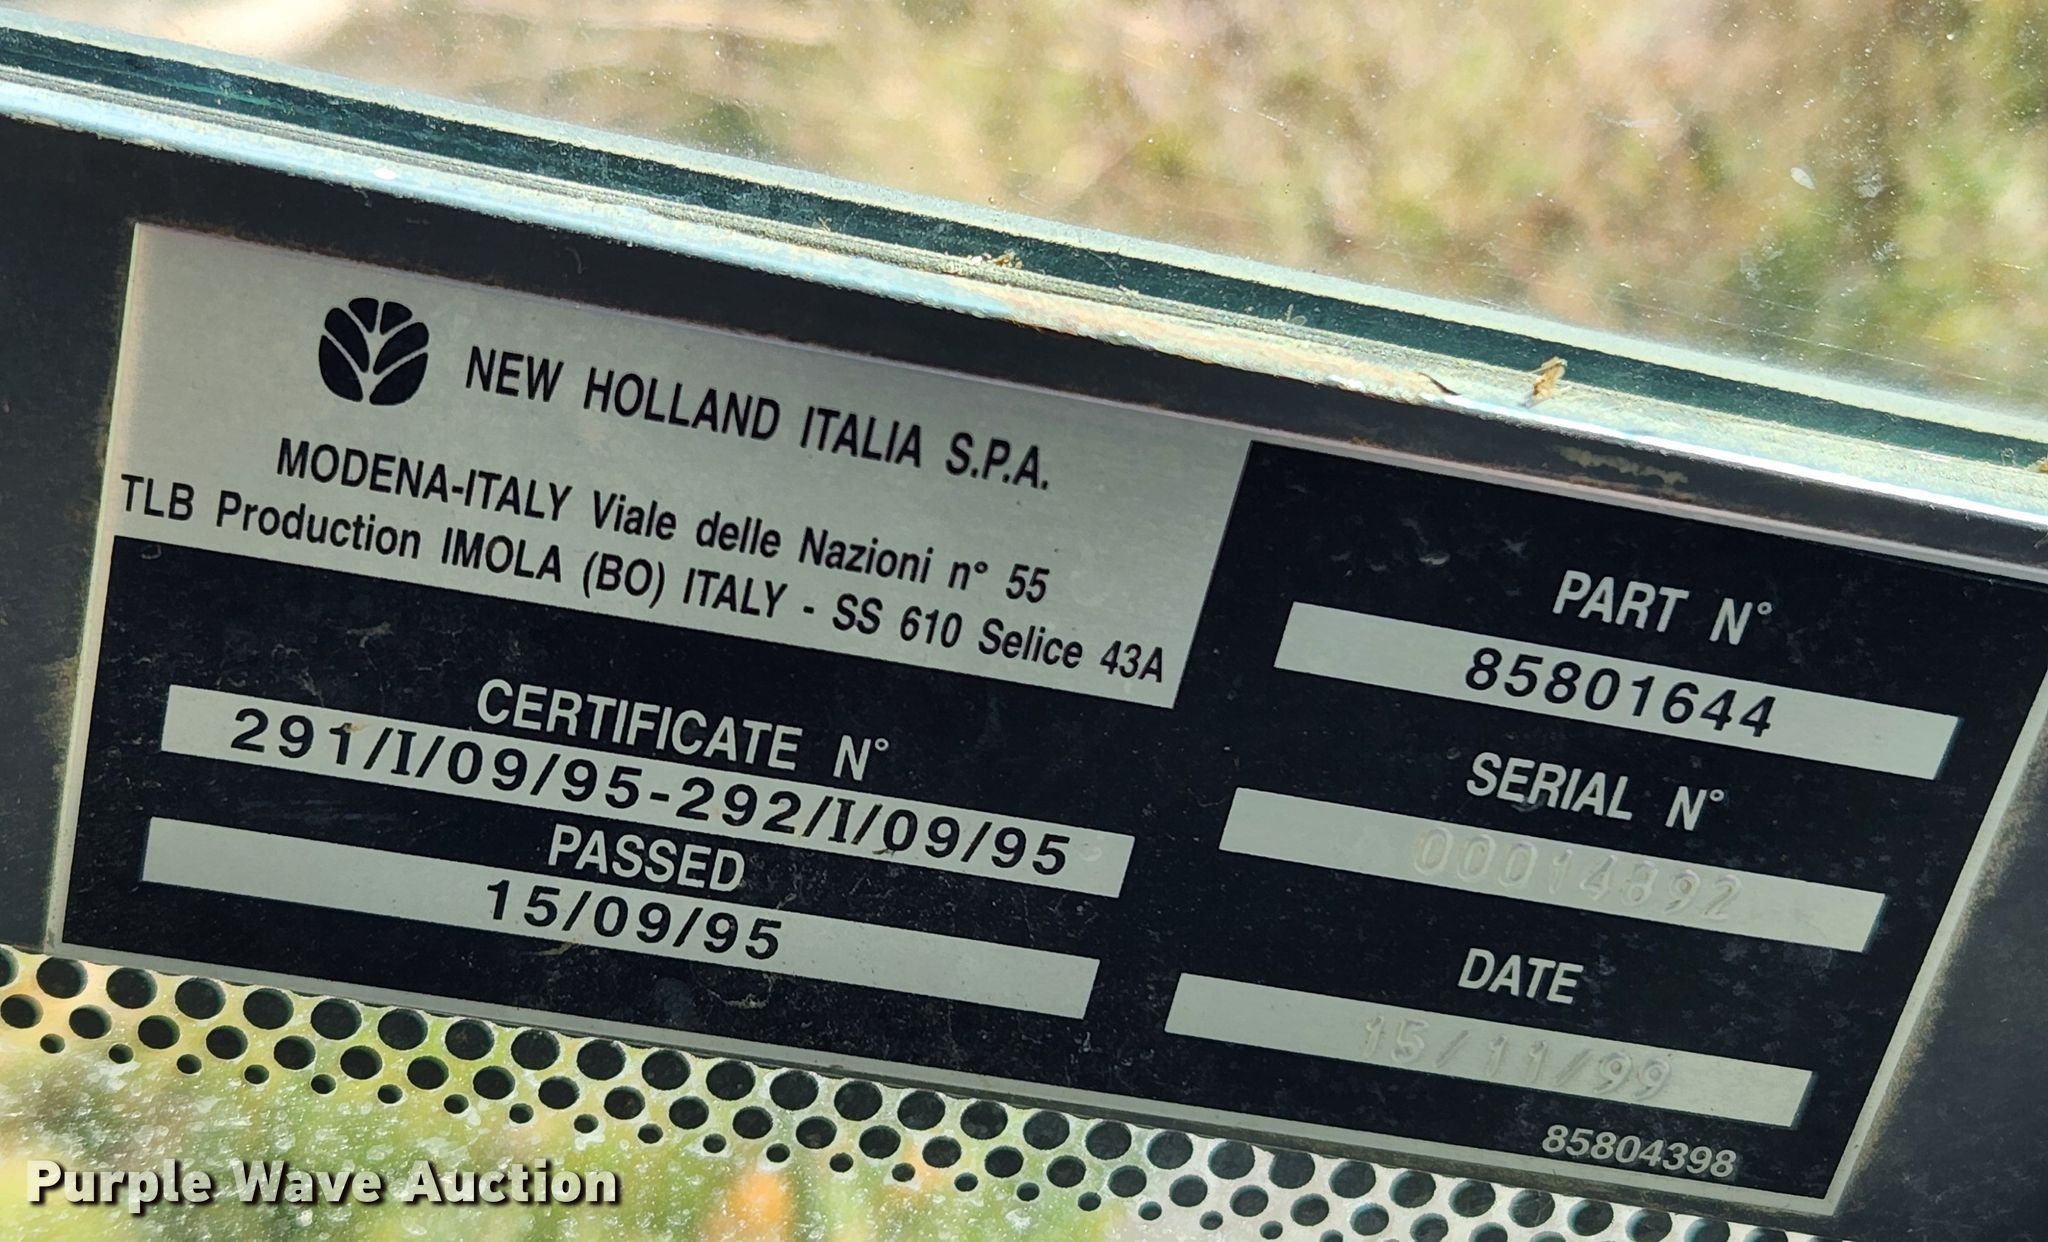 NEW HOLLAND ITALIA S.P.A.
MODENA-ITALY Viale delle Nazioni n° 55
TLB Production IMOLA (BO) ITALY - SS 610 Selice 43A
CERTIFICATE N°
291/I/09/95-292/I/09/95
PASSED
15/09/95
PART N°
85801644
SERIAL N°
00014892
DATE
15/11/99
85804398
Purple Wave Auction